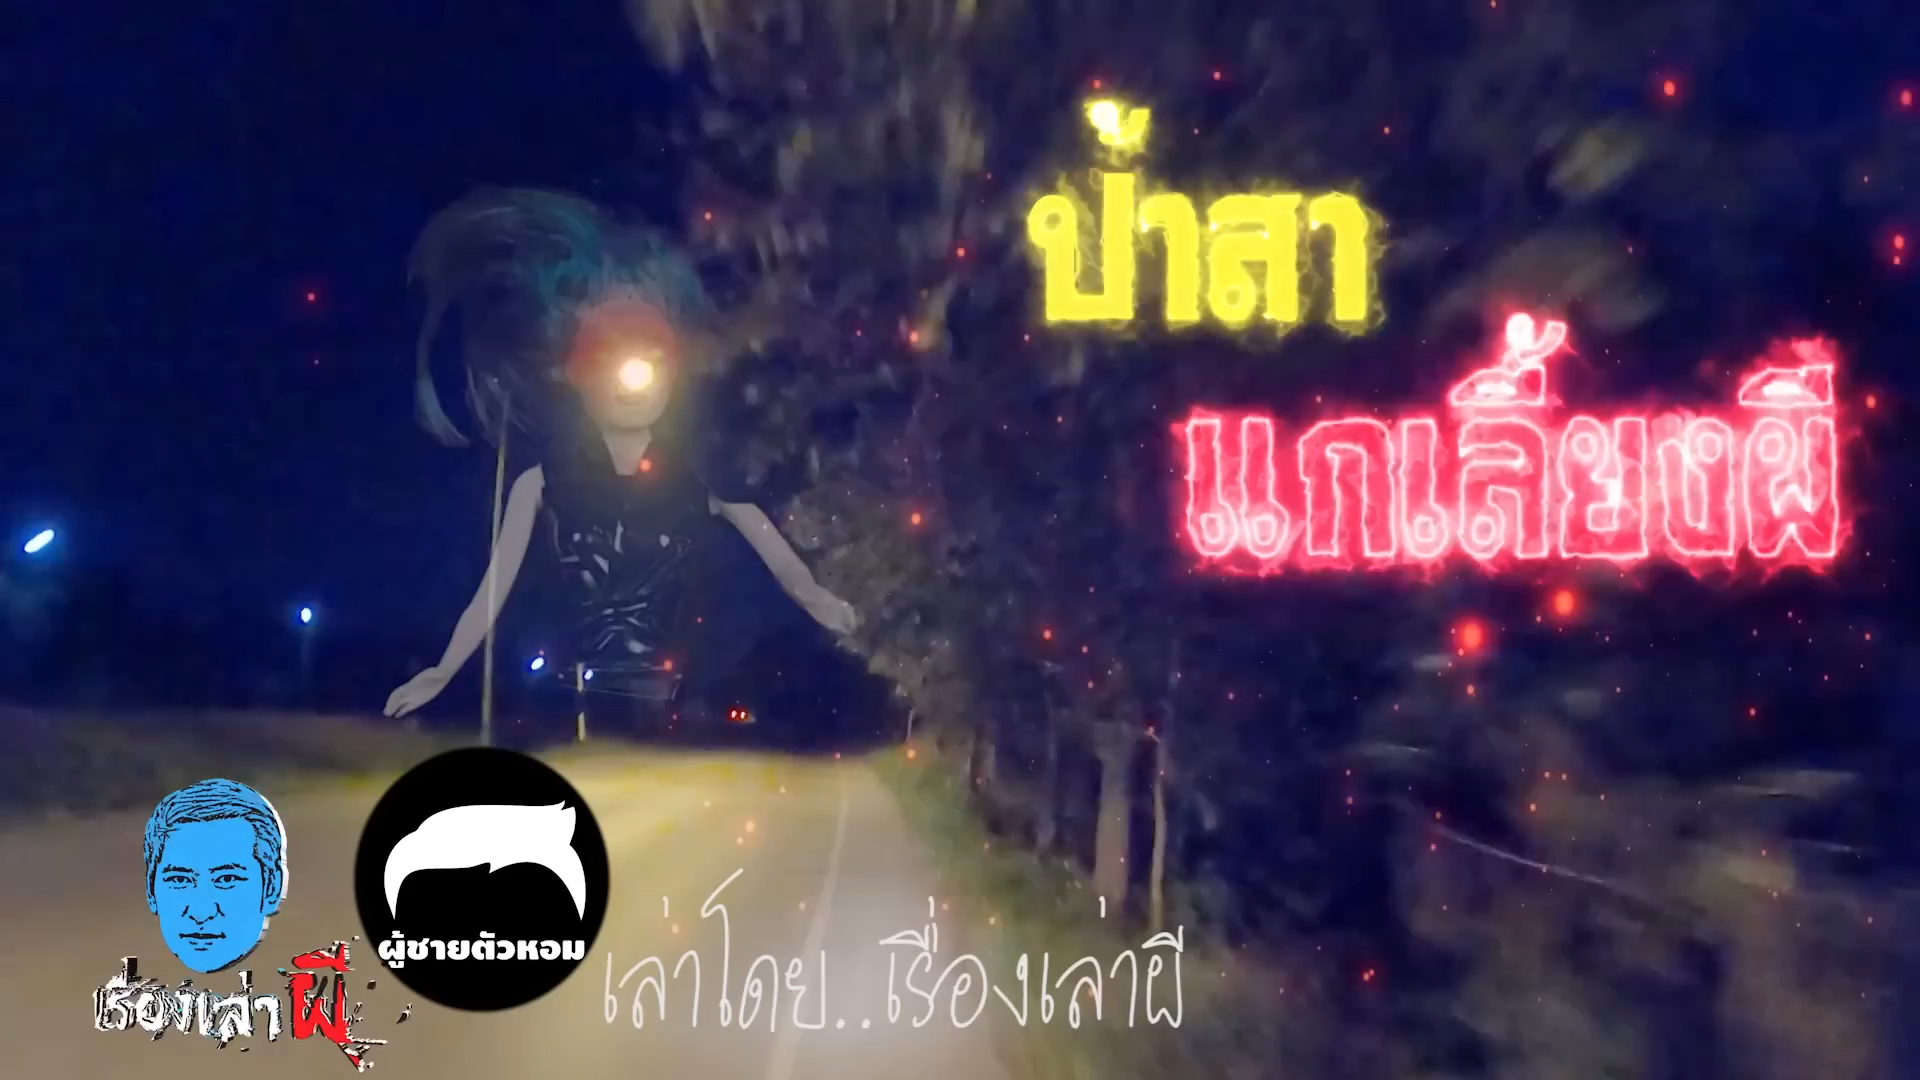 ป้าสา
แกเลี้ยงผี
ผู้ชายตัวหอม
เรื่องเล่าผี
เล่าโดย..เรื่องเล่าผี